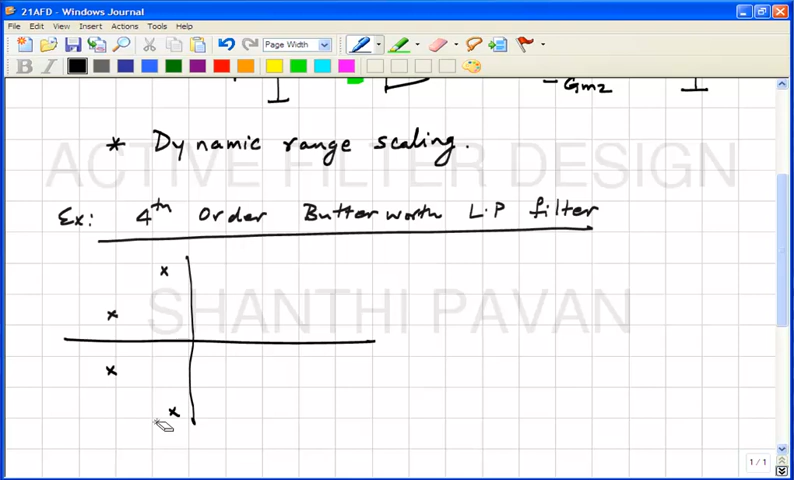 21AFD - Windows Journal
File Edit View Insert Actions Tools Help
Page Width
B I
- Gm2
* Dynamic range scaling.
ACTIVE FILTER DESIGN
Ex: 4th Order Butterworth L.P filter
x
SHANTHI PAVAN
x
x
x
1 / 1